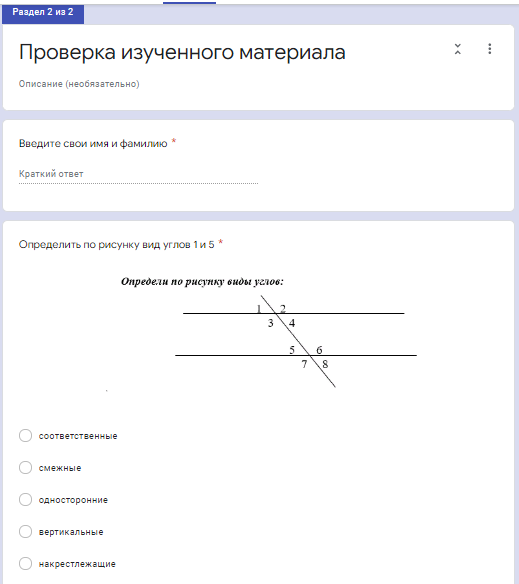 Раздел 2 из 2
Проверка изученного материала
Описание (необязательно)
Введите свои имя и фамилию *
Краткий ответ
Определить по рисунку вид углов 1 и 5 *
Определи по рисунку виды углов:
1 2
3 4
5 6
7 8
соответственные
смежные
односторонние
вертикальные
накрестлежащие